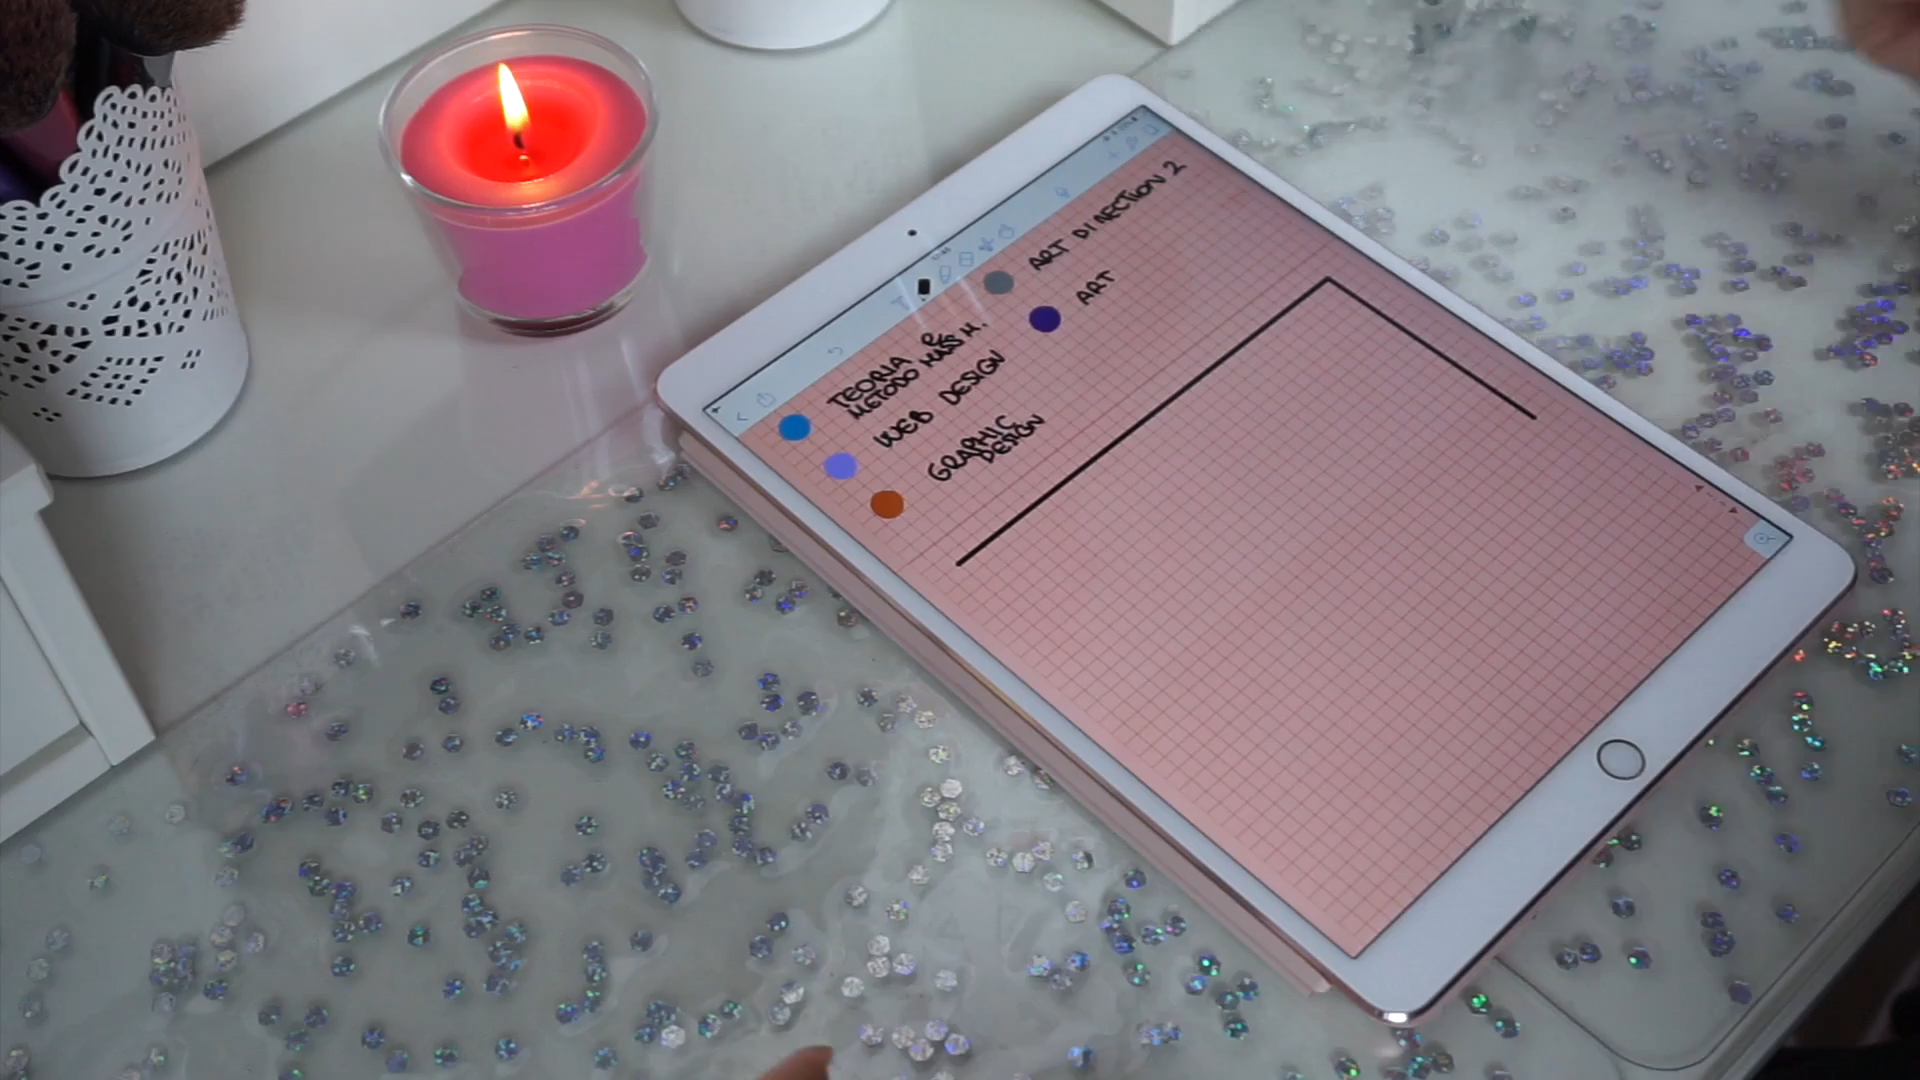 TEORIA &
METODO MASS M.
WEB DESIGN
GRAPHIC
DESIGN
ART DIRECTION 2
ART